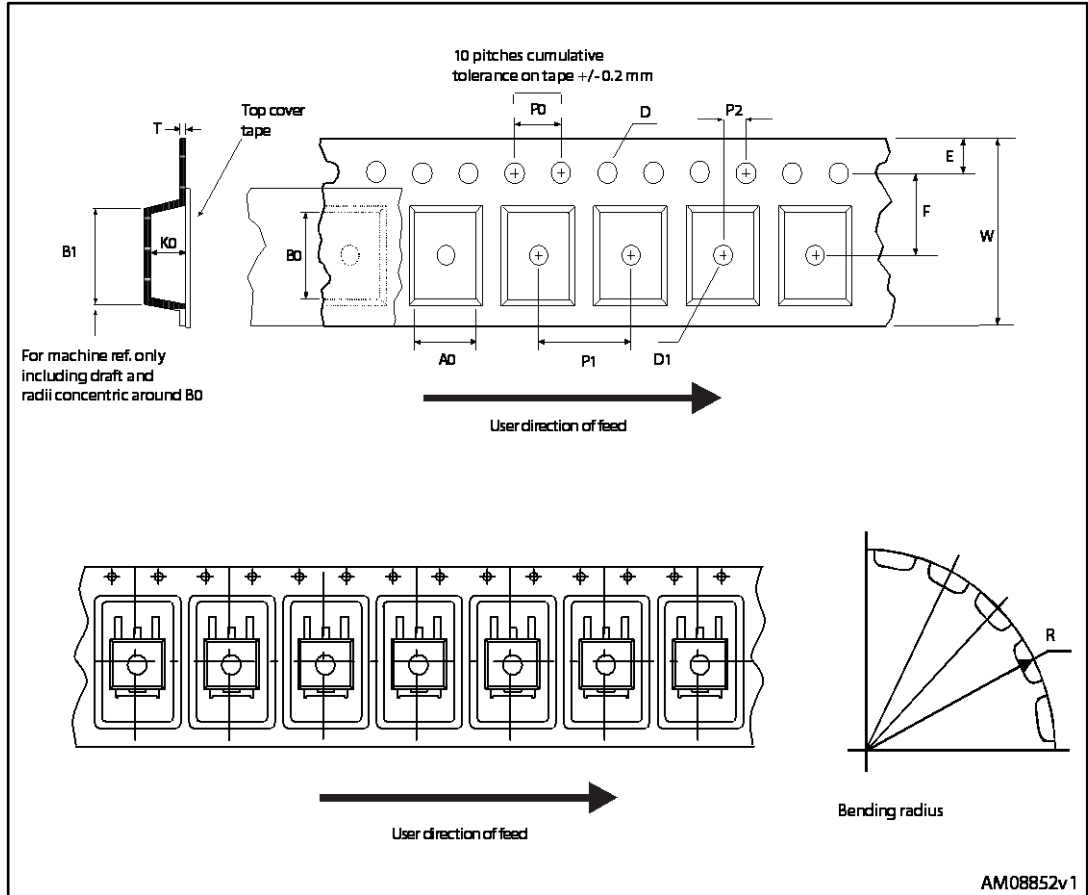 10 pitches cumulative
tolerance on tape +/-0.2 mm
Top cover
tape
T
P0
D
P2
E
F
W
B1
K0
B0
A0
P1
D1
For machine ref. only
including draft and
radii concentric around B0
User direction of feed
R
Bending radius
User direction of feed
AM08852v1